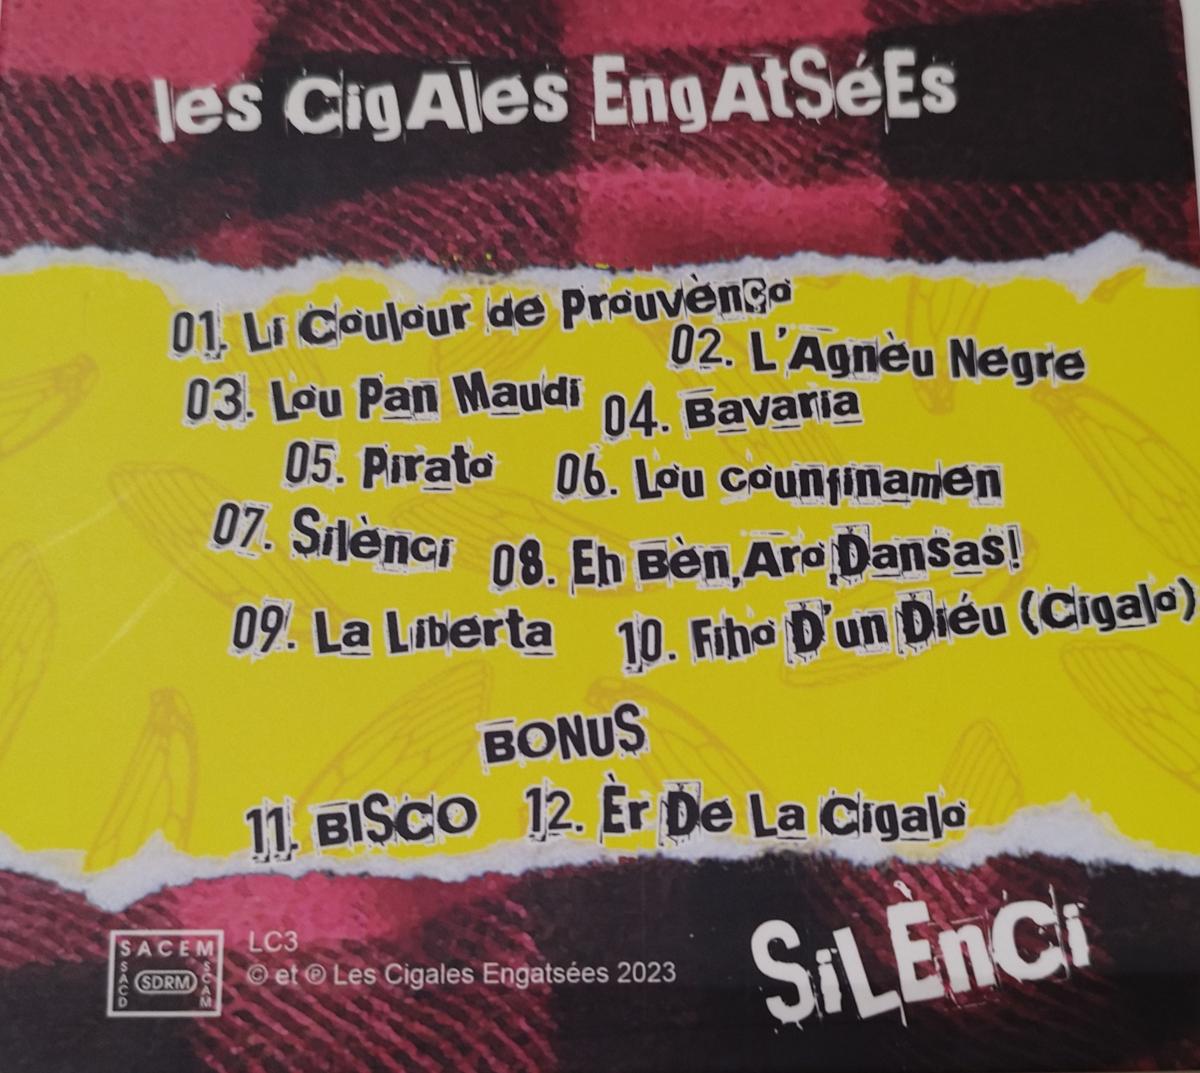 les CigAles EngAtSéEs
01. Li Coulour de Prouvènço
02. L'Agnèu Negre
03. Lou Pan Maudi
04. Bavaria
05. Pirato
06. Lou counfinamen
07. Silènci
08. Eh Bèn, Aro, Dansas!
09. La Liberta
10. Fiho D'un Diéu (Cigalo)
BONUS
11. BISCO
12. Èr De La Cigalo
SiLÈnCi
SACEM
SACD
SDRM
SCAM
LC3
© et ℗ Les Cigales Engatsées 2023